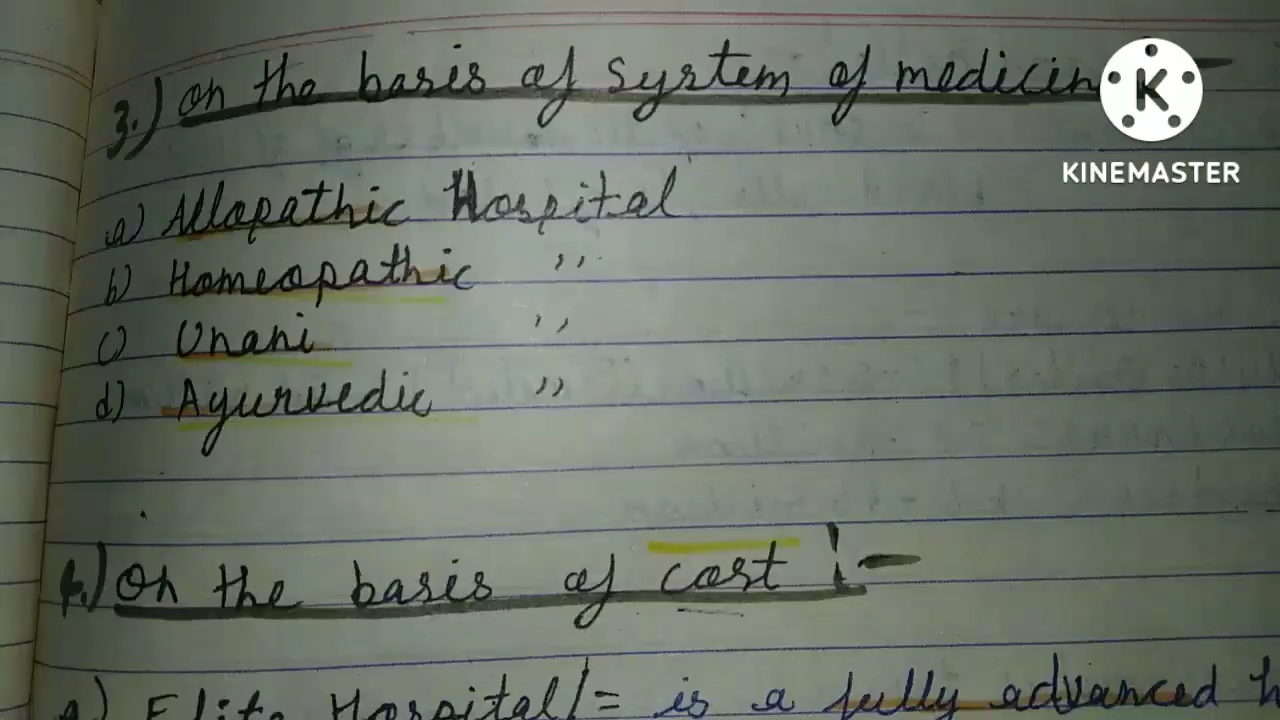 3.) on the basis of system of medicin -
K
KINEMASTER
a) Allopathic Hospital
b) Homeopathic ,,
c) Unani ,,
d) Ayurvedic ,,
4.) On the basis of cost :-
a) Elite Hospital/= is a fully advanced h